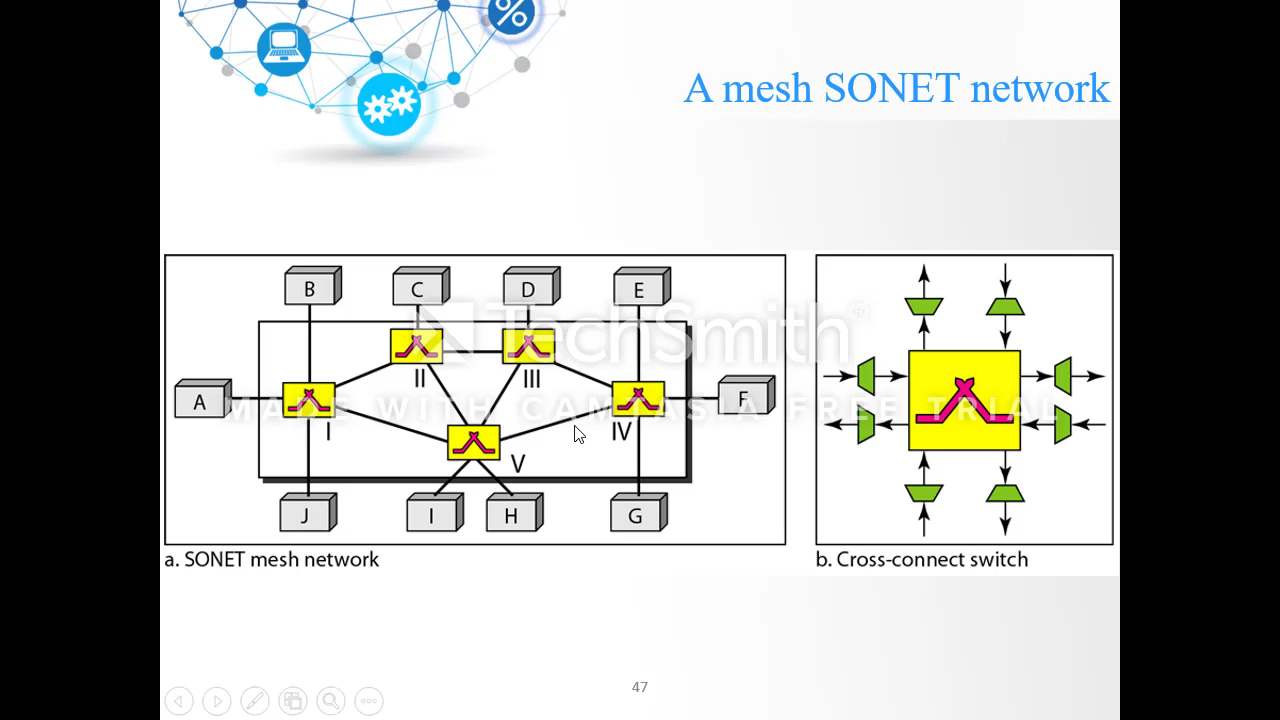 %
A mesh SONET network
B
C
D
E
TechSmith®
II
III
A
F
MADE WITH CAMTASIA FREE TRIAL
I
IV
V
J
I
H
G
a. SONET mesh network
b. Cross-connect switch
47